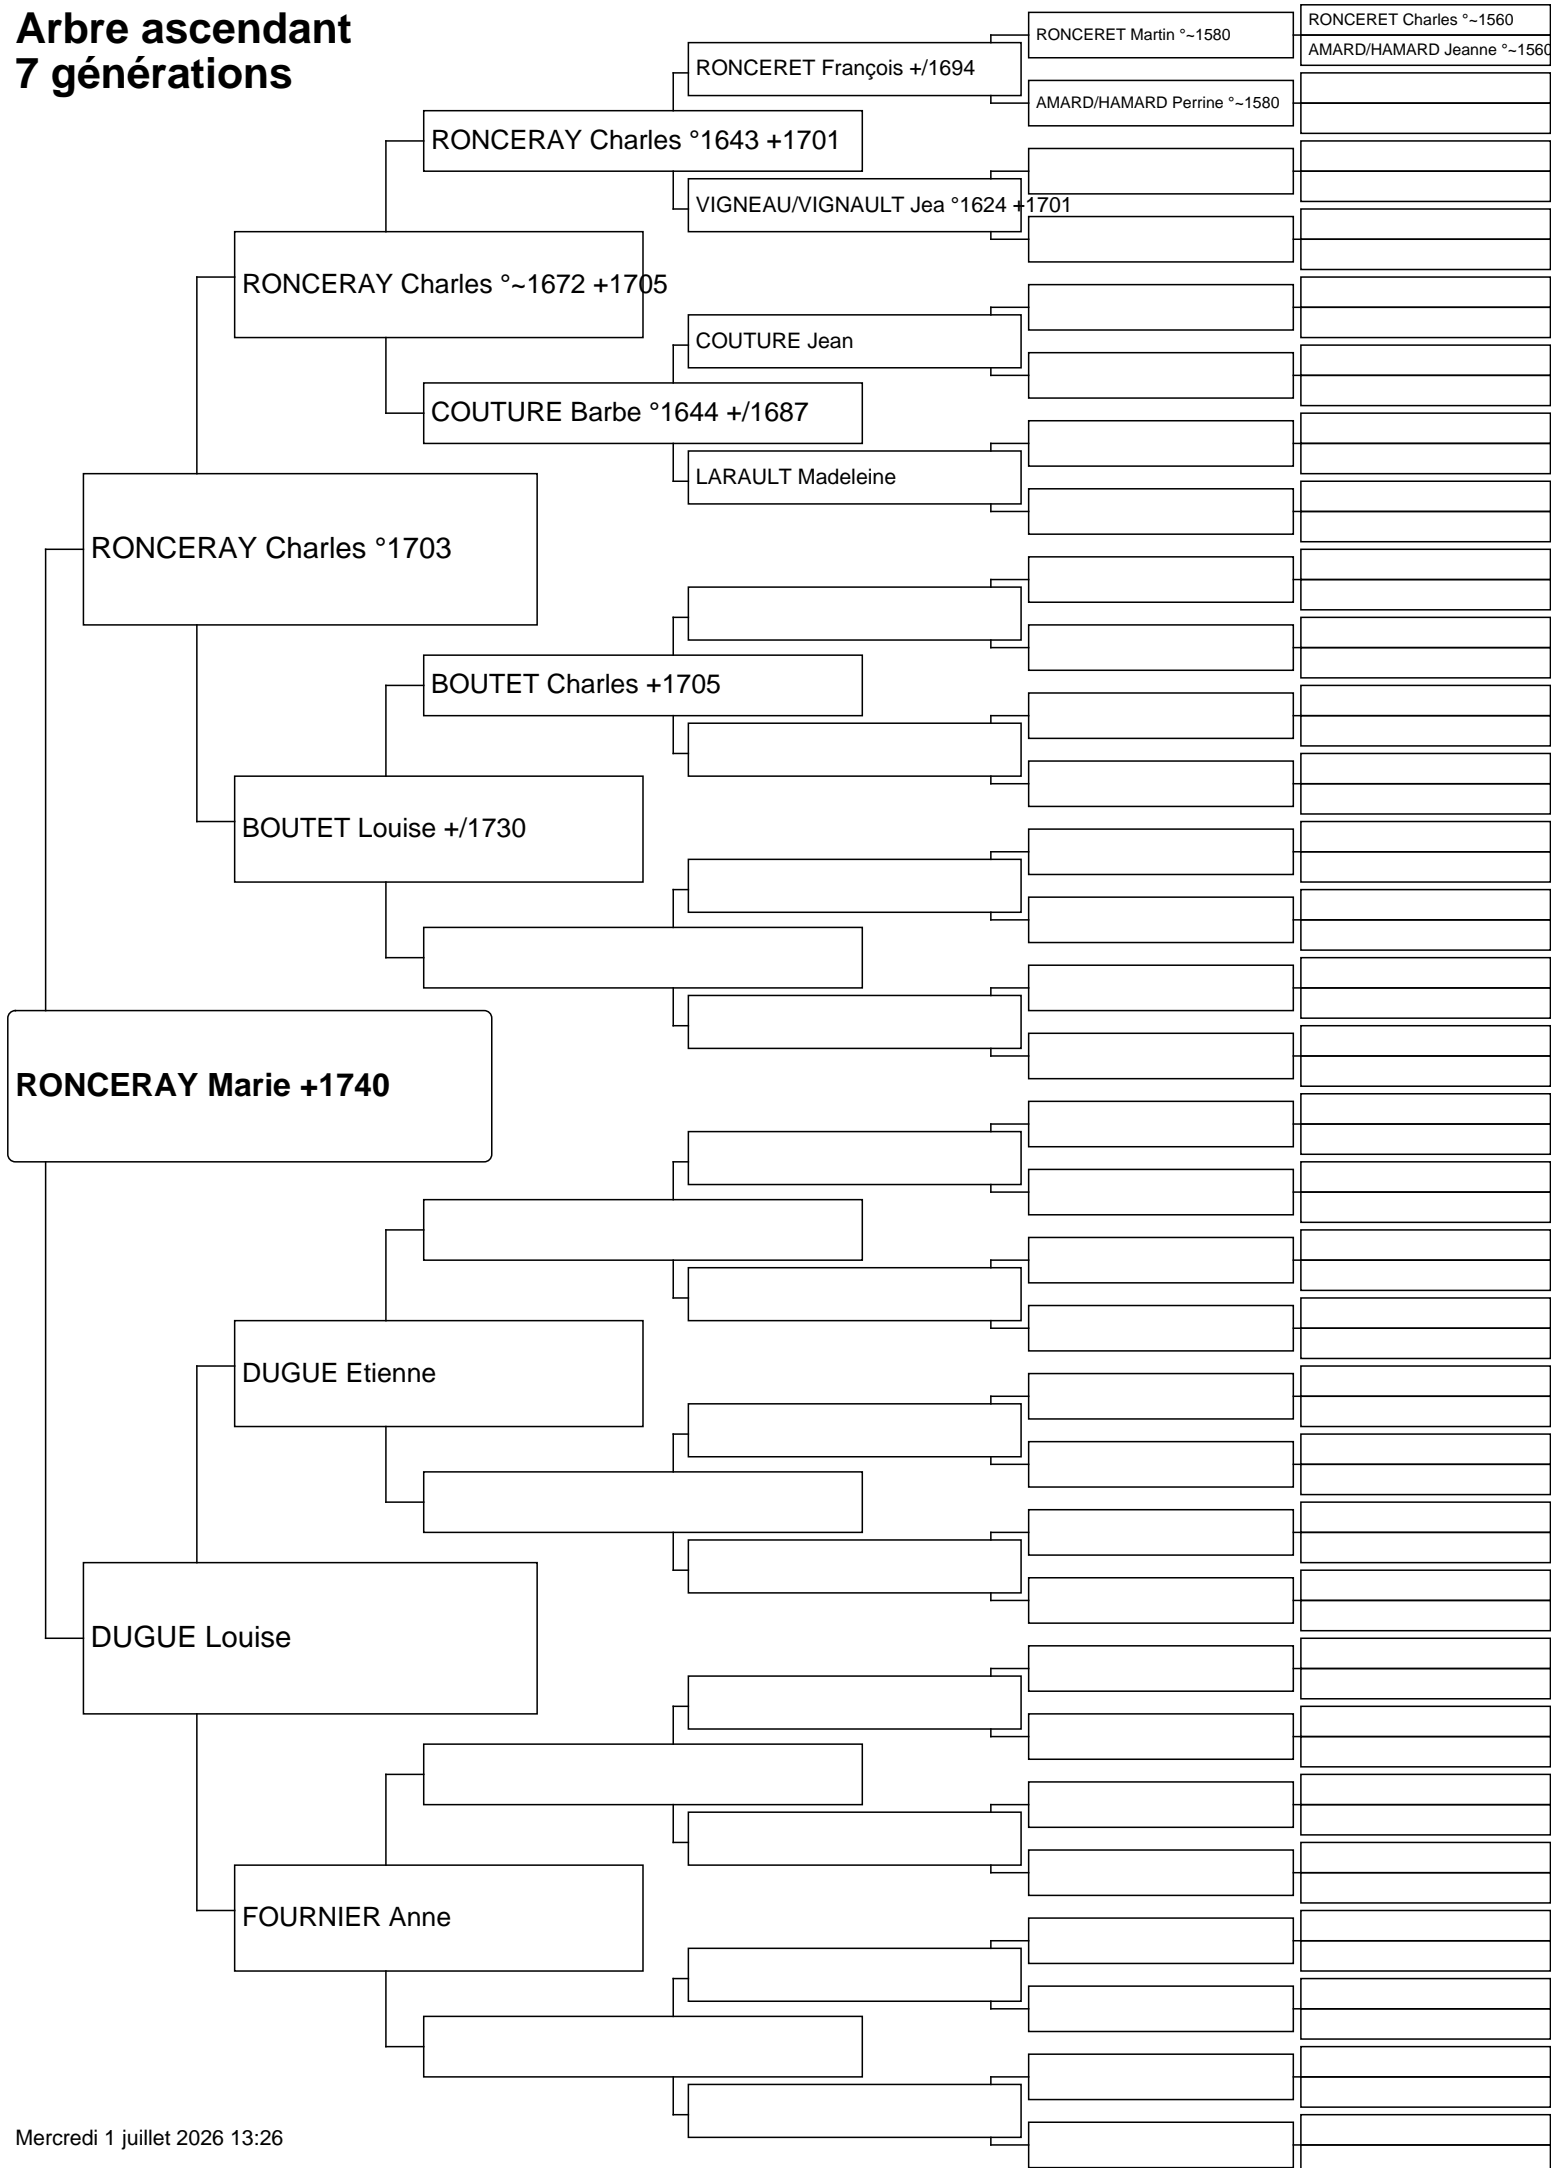 Arbre ascendant
7 générations
RONCERET Charles °~1560
RONCERET Martin °~1580
AMARD/HAMARD Jeanne °~1560
RONCERET François +/1694
AMARD/HAMARD Perrine °~1580
RONCERAY Charles °1643 +1701
VIGNEAU/VIGNAULT Jea °1624 +1701
RONCERAY Charles °~1672 +1705
COUTURE Jean
COUTURE Barbe °1644 +/1687
LARAULT Madeleine
RONCERAY Charles °1703
BOUTET Charles +1705
BOUTET Louise +/1730
RONCERAY Marie +1740
DUGUE Etienne
DUGUE Louise
FOURNIER Anne
Mercredi 1 juillet 2026 13:26